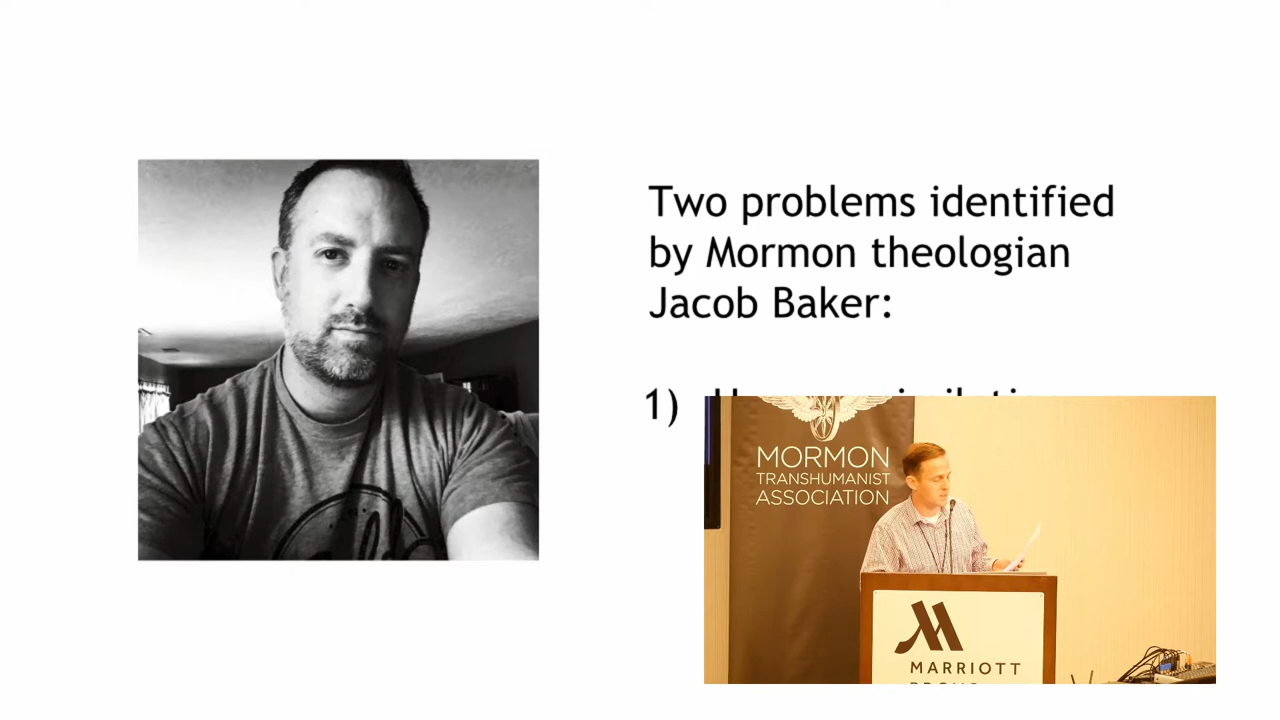 Two problems identified
by Mormon theologian
Jacob Baker:
1)
MORMON
TRANSHUMANIST
ASSOCIATION
MARRIOTT